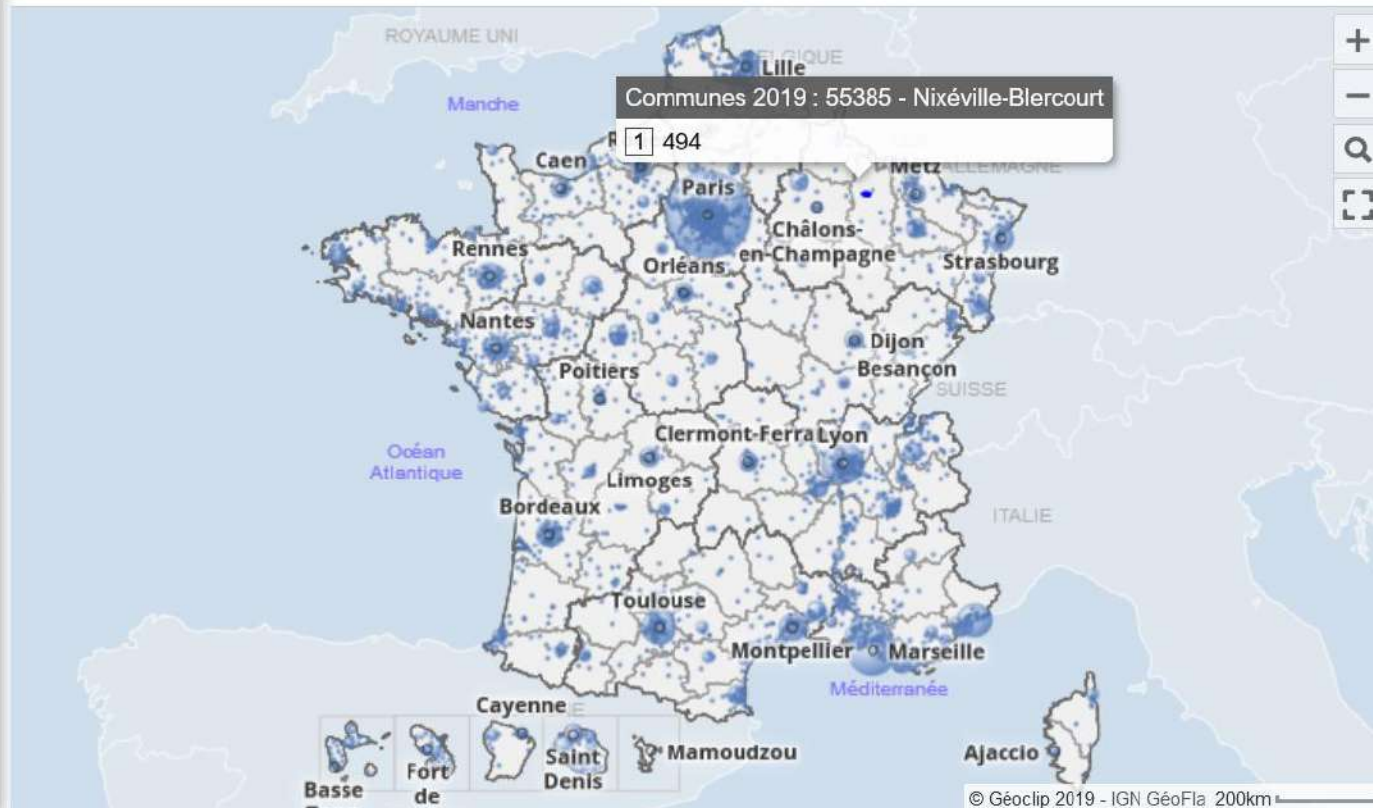 ROYAUME UNI
BELGIQUE
Lille
Manche
Communes 2019 : 55385 - Nixéville-Blercourt
1 494
Caen
R
Paris
Metz
ALLEMAGNE
Châlons-
en-Champagne
Rennes
Orléans
Strasbourg
Nantes
Dijon
Poitiers
Besançon
SUISSE
Clermont-Ferra
Lyon
Océan
Atlantique
Limoges
Bordeaux
ITALIE
Toulouse
Montpellier
Marseille
Méditerranée
Cayenne
E
Saint
Denis
Mamoudzou
Ajaccio
Basse
Fort
de
© Géoclip 2019 - IGN GéoFla 200km